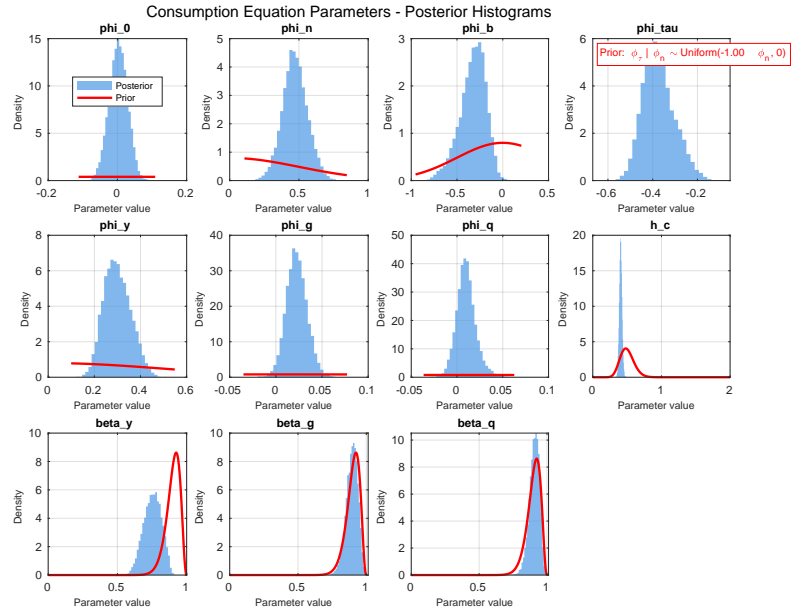 Consumption Equation Parameters - Posterior Histograms
phi_0
phi_n
phi_b
phi_tau
15
10
5
0
-0.2
0
0.2
Density
Parameter value
Posterior
Prior
5
4
3
2
1
0
0
0.5
1
Density
Parameter value
3
2
1
0
-1
-0.5
0
0.5
Density
Parameter value
Prior: ϕτ | ϕn ∼ Uniform(-1.00 ϕn, 0)
6
4
2
0
-0.6
-0.4
-0.2
Density
Parameter value
phi_y
phi_g
phi_q
h_c
8
6
4
2
0
0
0.2
0.4
0.6
Density
Parameter value
40
30
20
10
0
-0.05
0
0.05
0.1
Density
Parameter value
50
40
30
20
10
0
-0.05
0
0.05
0.1
Density
Parameter value
20
15
10
5
0
0
1
2
Density
Parameter value
beta_y
beta_g
beta_q
10
8
6
4
2
0
0
0.5
1
Density
Parameter value
10
8
6
4
2
0
0
0.5
1
Density
Parameter value
10
8
6
4
2
0
0
0.5
1
Density
Parameter value